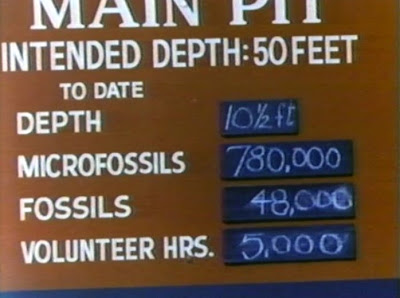 MAIN PIT
INTENDED DEPTH: 50 FEET
TO DATE
DEPTH 10½ ft
MICROFOSSILS 780,000
FOSSILS 48,000
VOLUNTEER HRS. 5,000